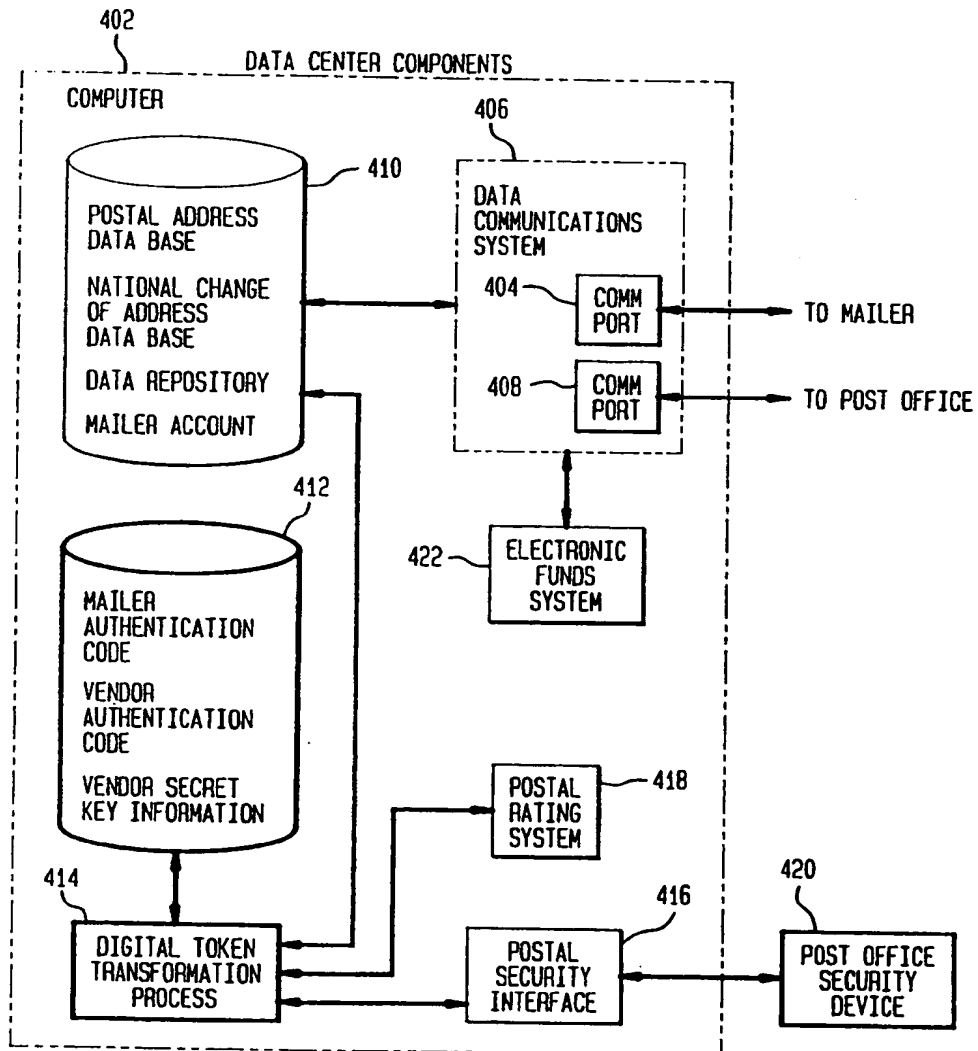 402
DATA CENTER COMPONENTS
COMPUTER
406
410
POSTAL ADDRESS
DATA BASE
NATIONAL CHANGE
OF ADDRESS
DATA BASE
DATA REPOSITORY
MAILER ACCOUNT
DATA
COMMUNICATIONS
SYSTEM
404
COMM
PORT
TO MAILER
408
COMM
PORT
TO POST OFFICE
412
MAILER
AUTHENTICATION
CODE
VENDOR
AUTHENTICATION
CODE
VENDOR SECRET
KEY INFORMATION
422
ELECTRONIC
FUNDS
SYSTEM
POSTAL
RATING
SYSTEM
418
414
DIGITAL TOKEN
TRANSFORMATION
PROCESS
416
POSTAL
SECURITY
INTERFACE
420
POST OFFICE
SECURITY
DEVICE